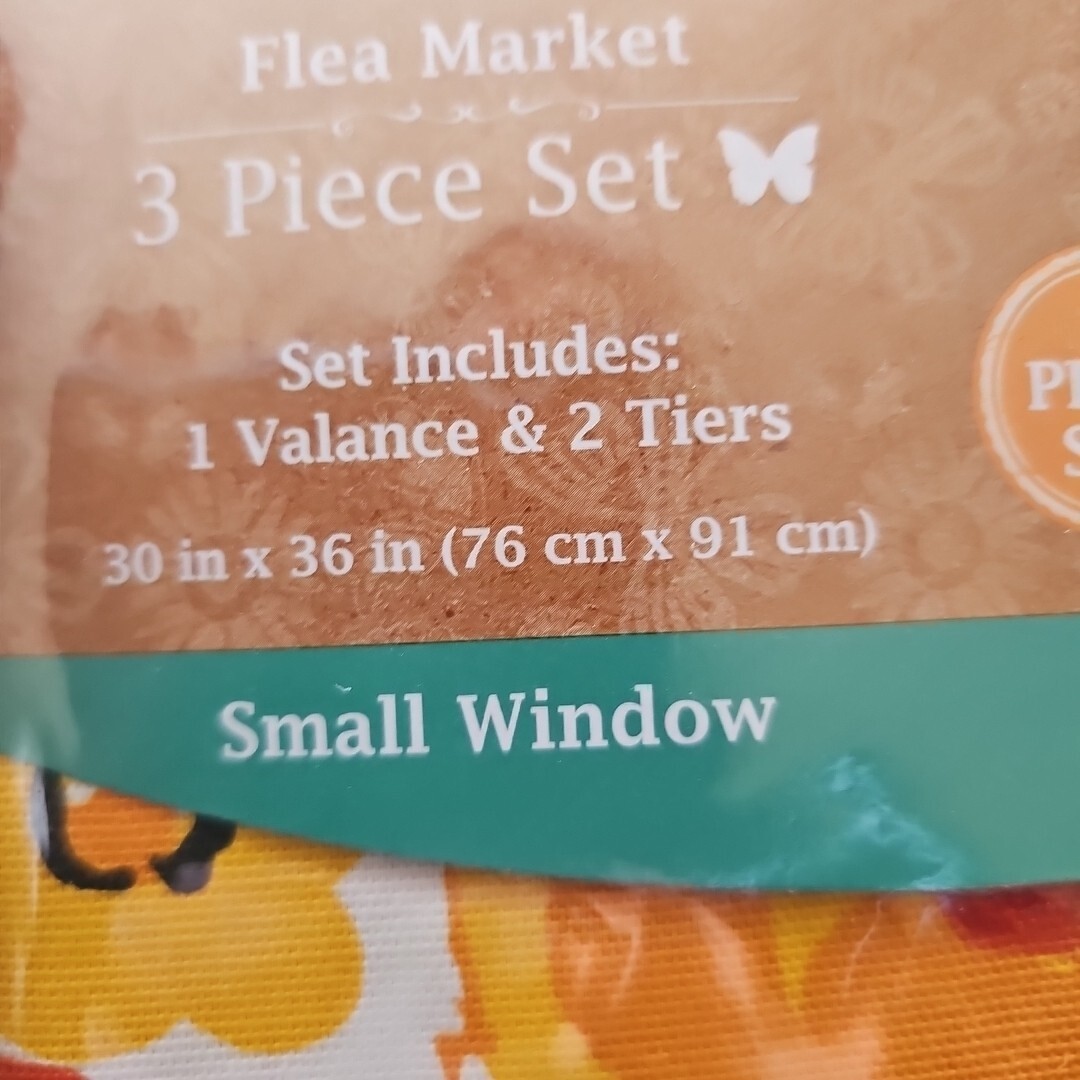 Flea Market
3 Piece Set
Set Includes:
1 Valance & 2 Tiers
30 in x 36 in (76 cm x 91 cm)
Small Window